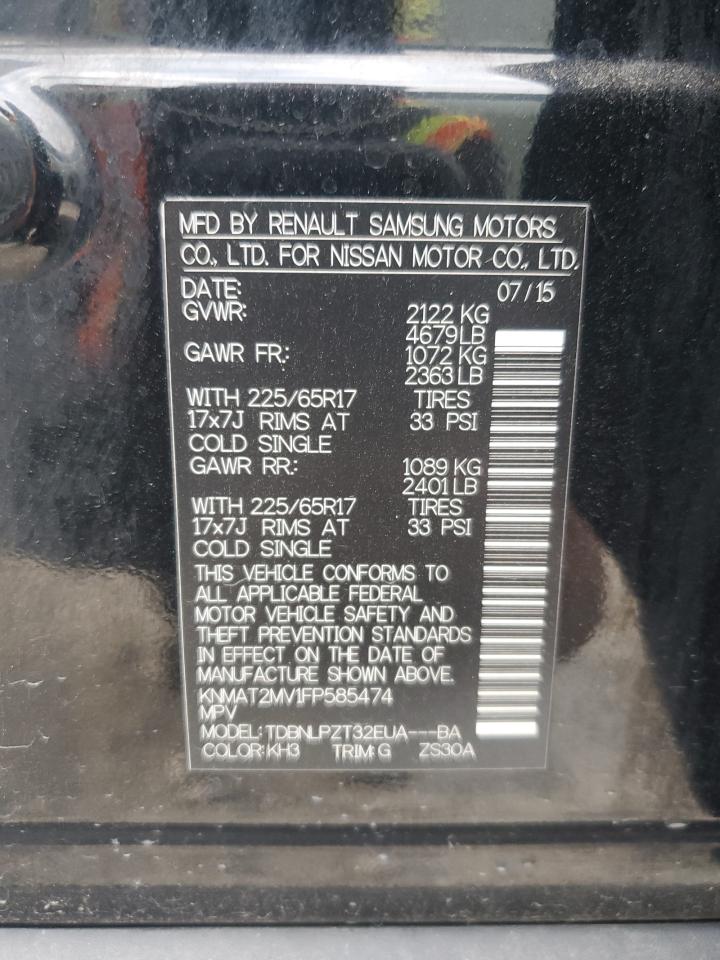 MFD BY RENAULT SAMSUNG MOTORS
CO., LTD. FOR NISSAN MOTOR CO., LTD.
DATE: 07/15
GVWR: 2122 KG
4679 LB
GAWR FR.: 1072 KG
2363 LB
WITH 225/65R17 TIRES
17x7J RIMS AT 33 PSI
COLD SINGLE
GAWR RR.: 1089 KG
2401 LB
WITH 225/65R17 TIRES
17x7J RIMS AT 33 PSI
COLD SINGLE
THIS VEHICLE CONFORMS TO
ALL APPLICABLE FEDERAL
MOTOR VEHICLE SAFETY AND
THEFT PREVENTION STANDARDS
IN EFFECT ON THE DATE OF
MANUFACTURE SHOWN ABOVE.
KNMAT2MV1FP585474
MPV
MODEL: TDBNLPZT32EUA---BA
COLOR: KH3 TRIM: G ZS30A